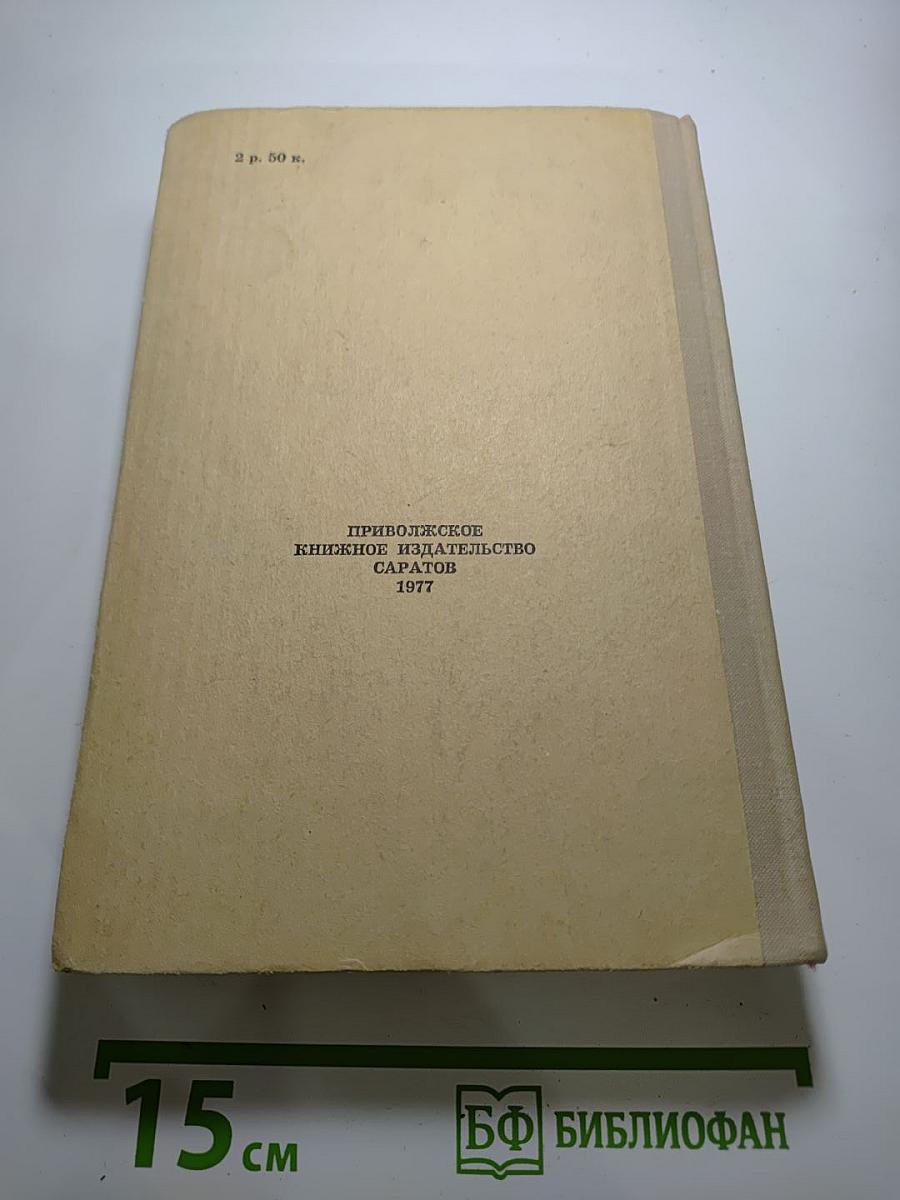 2 р. 50 к.
ПРИВОЛЖСКОЕ
КНИЖНОЕ ИЗДАТЕЛЬСТВО
САРАТОВ
1977
15 см
БФ БИБЛИОФАН